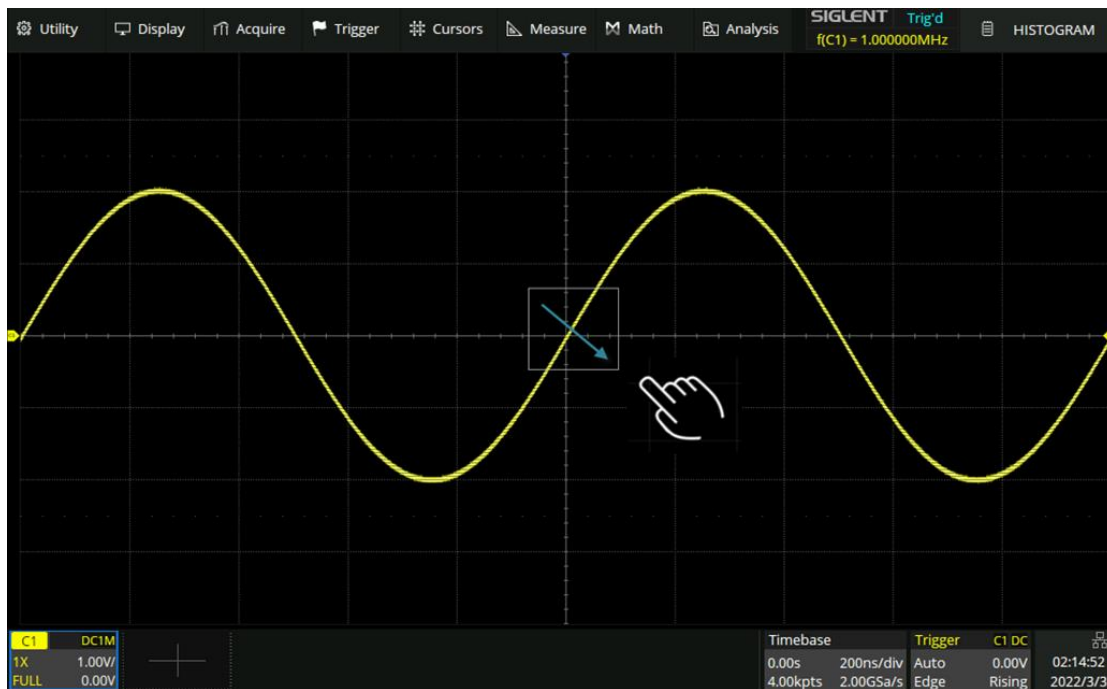 Utility Display Acquire Trigger Cursors Measure Math Analysis
SIGLENT Trig'd
f(C1) = 1.000000MHz
HISTOGRAM
C1 DC1M
1X 1.00V/
FULL 0.00V
Timebase
0.00s 200ns/div
4.00kpts 2.00GSa/s
Trigger C1 DC
Auto 0.00V
Edge Rising
02:14:52
2022/3/3